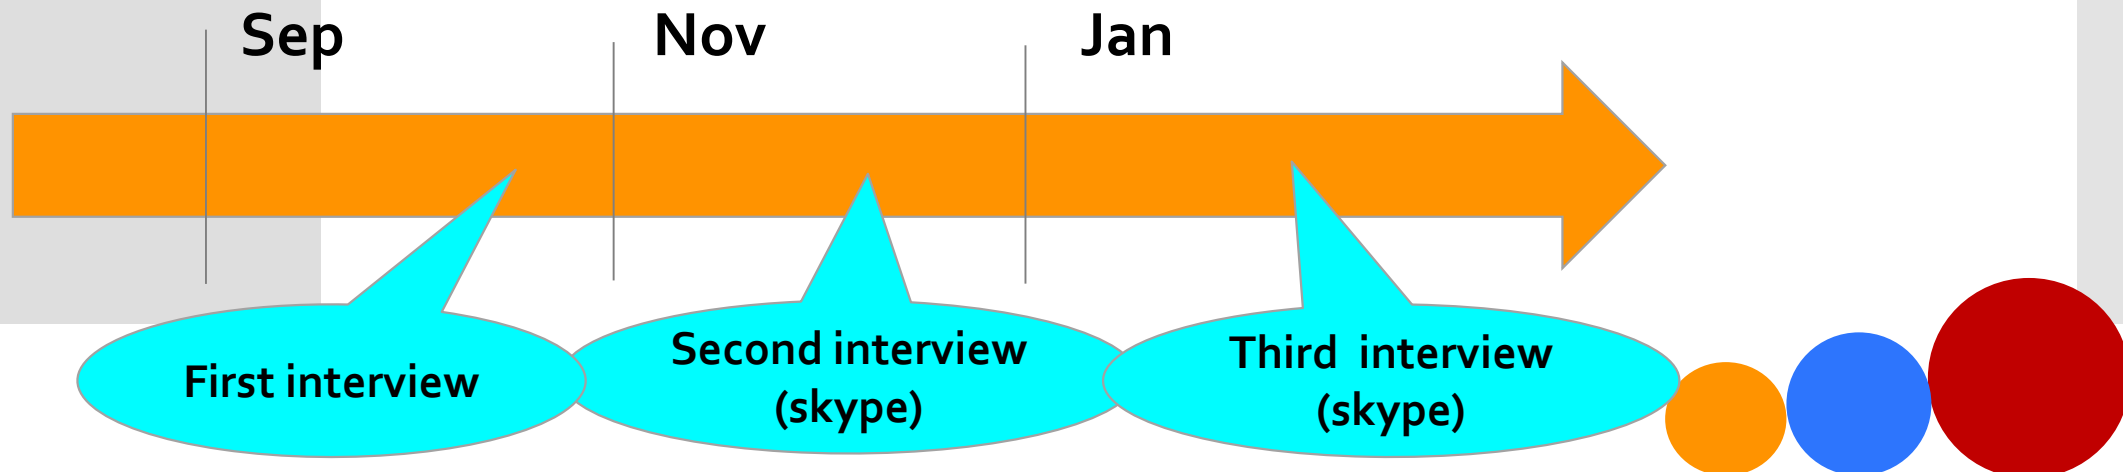 Sep
Nov
Jan
First interview
Second interview
(skype)
Third interview
(skype)